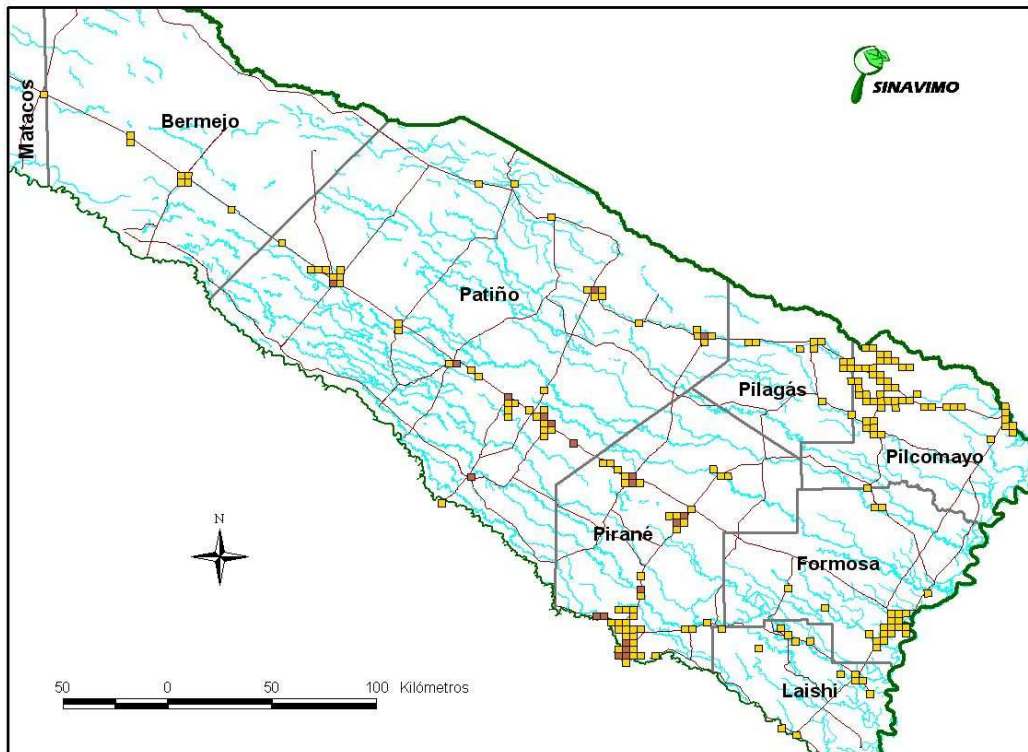 SINAVIMO
Matacos
Bermejo
Patiño
Pilagás
Pilcomayo
N
Pirané
Formosa
Laishi
50 0 50 100 Kilómetros